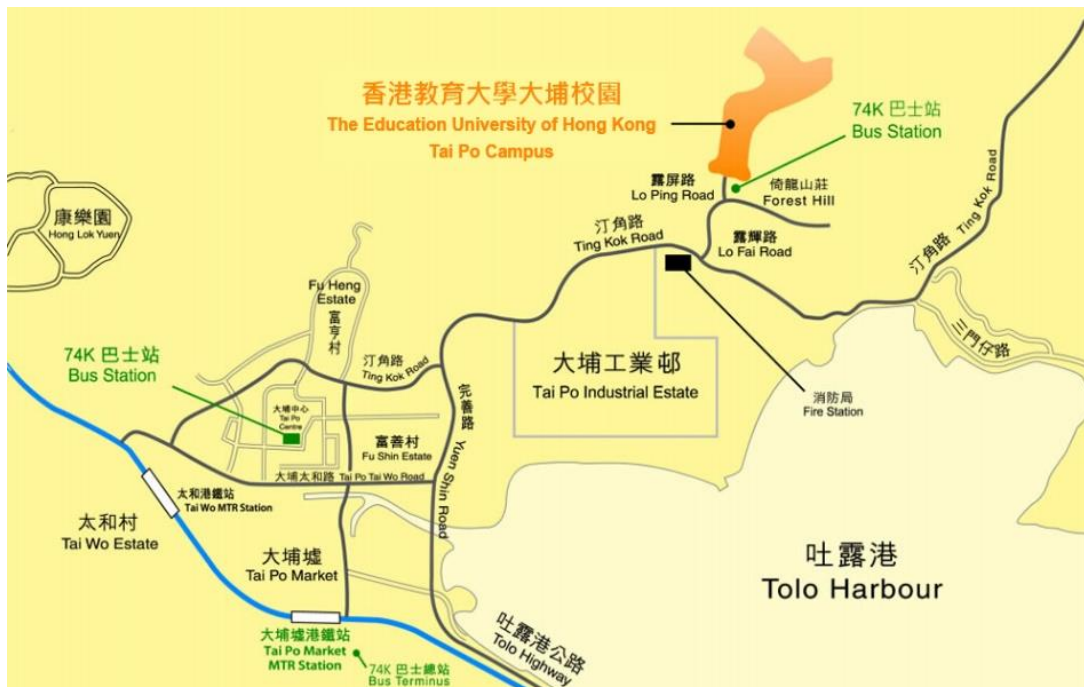 香港教育大學大埔校園
The Education University of Hong Kong
Tai Po Campus
74K 巴士站
Bus Station
露屏路
Lo Ping Road
倚龍山莊
Forest Hill
汀角路
Ting Kok Road
露輝路
Lo Fai Road
汀角路 Ting Kok Road
康樂園
Hong Lok Yuen
Fu Heng
Estate
富亨村
74K 巴士站
Bus Station
汀角路
Ting Kok Road
大埔中心
Tai Po
Centre
完善路 Yuen Shin Road
大埔工業邨
Tai Po Industrial Estate
消防局
Fire Station
三門仔路
富善村
Fu Shin Estate
大埔太和路 Tai Po Tai Wo Road
太和港鐵站
Tai Wo MTR Station
太和村
Tai Wo Estate
大埔墟
Tai Po Market
吐露港
Tolo Harbour
大埔墟港鐵站
Tai Po Market
MTR Station
74K 巴士總站
Bus Terminus
吐露港公路
Tolo Highway